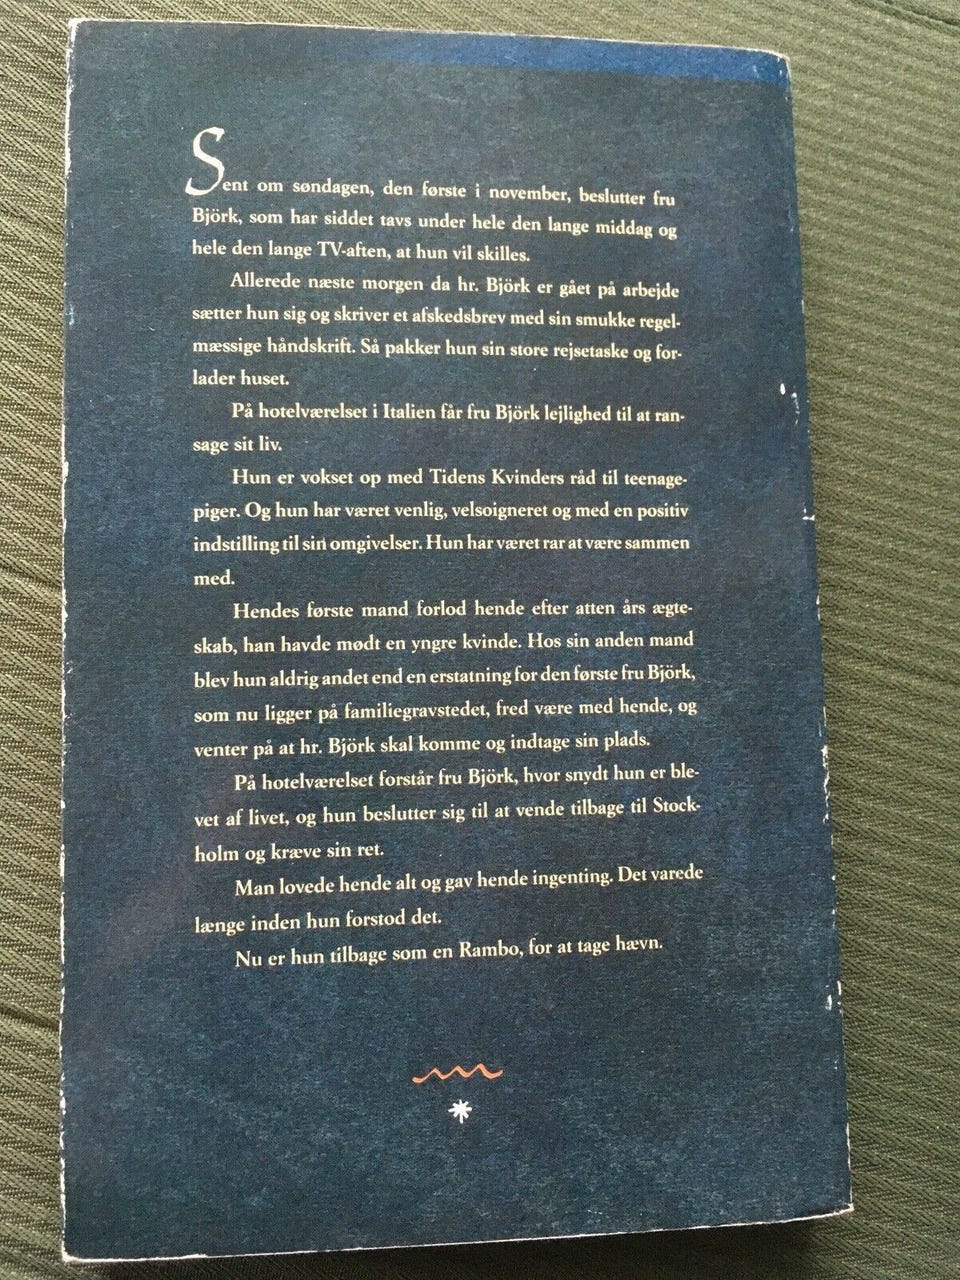 Sent om søndagen, den første i november, beslutter fru
Björk, som har siddet tavs under hele den lange middag og
hele den lange TV-aften, at hun vil skilles.
Allerede næste morgen da hr. Björk er gået på arbejde
sætter hun sig og skriver et afskedsbrev med sin smukke regel-
mæssige håndskrift. Så pakker hun sin store rejsetaske og for-
lader huset.
På hotelværelset i Italien får fru Björk lejlighed til at ran-
sage sit liv.
Hun er vokset op med Tidens Kvinders råd til teenage-
piger. Og hun har været venlig, velsoigneret og med en positiv
indstilling til sin omgivelser. Hun har været rar at være sammen
med.
Hendes første mand forlod hende efter atten års ægte-
skab, han havde mødt en yngre kvinde. Hos sin anden mand
blev hun aldrig andet end en erstatning for den første fru Björk,
som nu ligger på familiegravstedet, fred være med hende, og
venter på at hr. Björk skal komme og indtage sin plads.
På hotelværelset forstår fru Björk, hvor snydt hun er ble-
vet af livet, og hun beslutter sig til at vende tilbage til Stock-
holm og kræve sin ret.
Man lovede hende alt og gav hende ingenting. Det varede
længe inden hun forstod det.
Nu er hun tilbage som en Rambo, for at tage hævn.